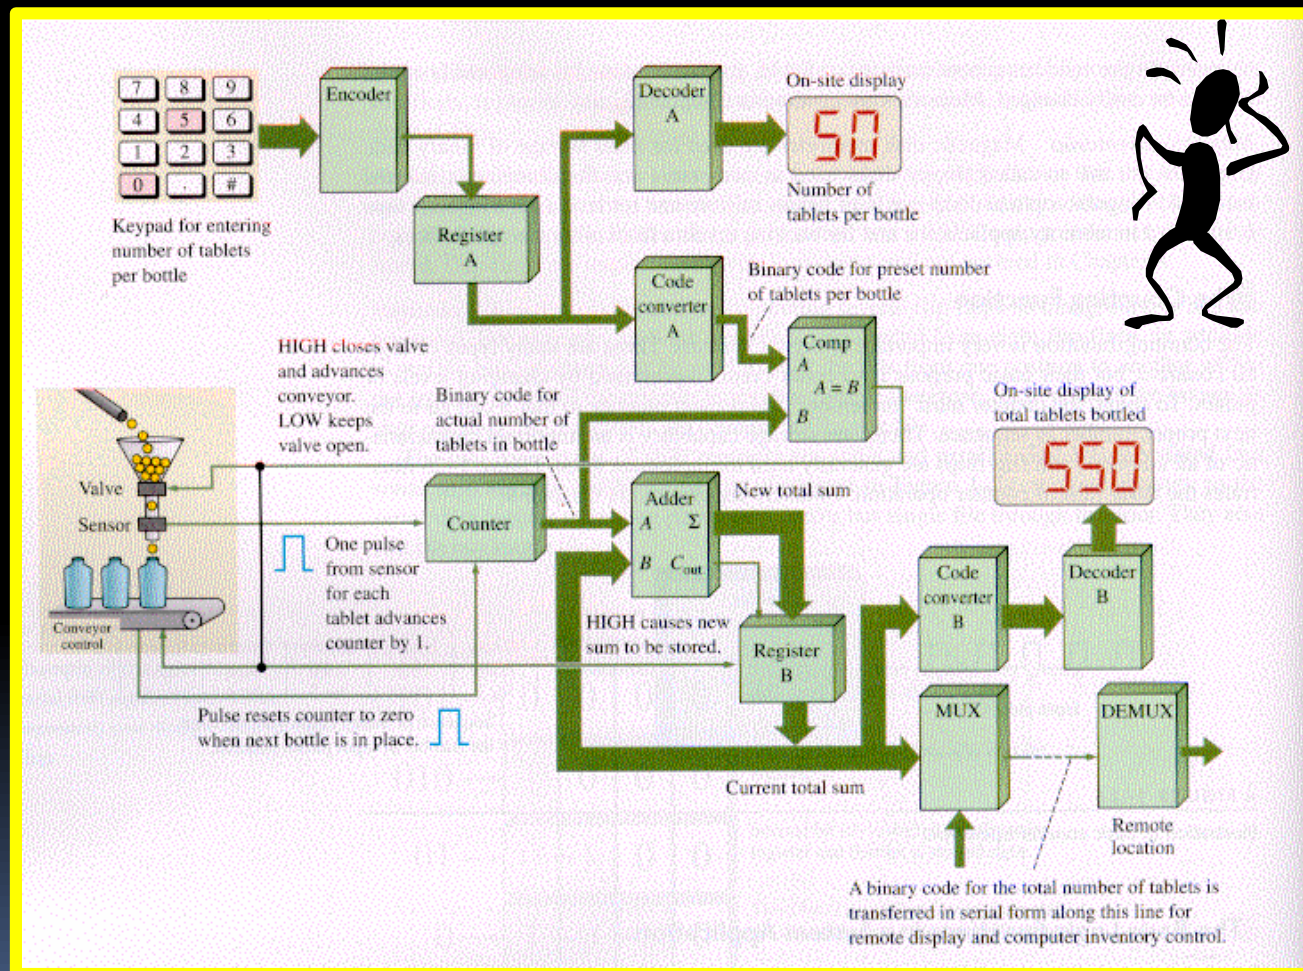 7 8 9
4 5 6
1 2 3
0 . #
Keypad for entering
number of tablets
per bottle
Encoder
Register
A
Decoder
A
On-site display
50
Number of
tablets per bottle
Code
converter
A
Binary code for preset number
of tablets per bottle
Comp
A
A = B
B
HIGH closes valve
and advances
conveyor.
LOW keeps
valve open.
Binary code for
actual number of
tablets in bottle
On-site display of
total tablets bottled
550
Valve
Sensor
Conveyor
control
One pulse
from sensor
for each
tablet advances
counter by 1.
Counter
Adder
A Σ
B Cout
New total sum
HIGH causes new
sum to be stored.
Register
B
Code
converter
B
Decoder
B
Pulse resets counter to zero
when next bottle is in place.
Current total sum
MUX
DEMUX
Remote
location
A binary code for the total number of tablets is
transferred in serial form along this line for
remote display and computer inventory control.